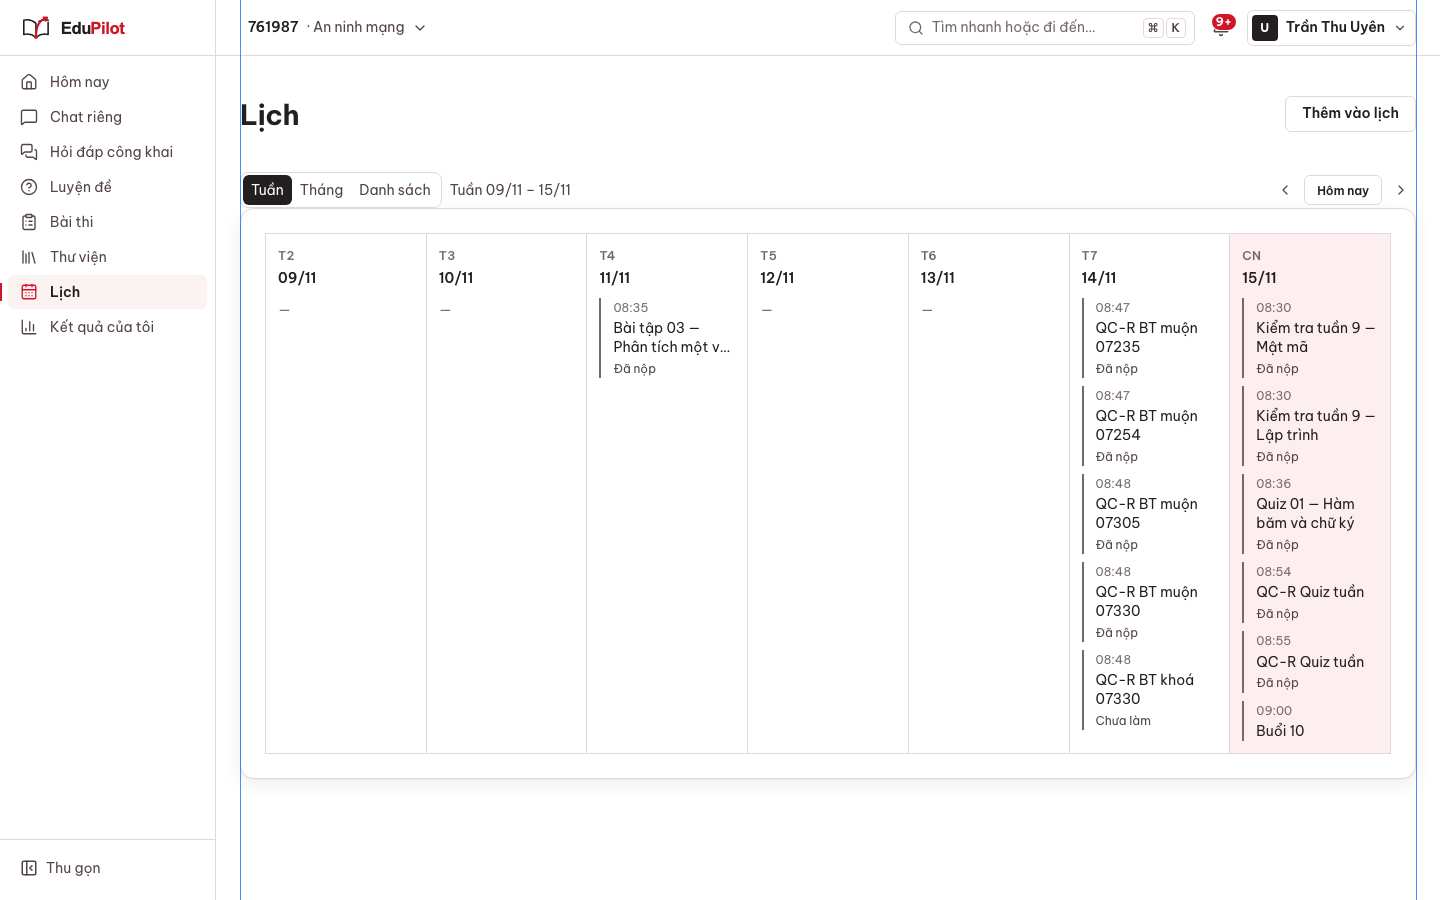 EduPilot
761987 · An ninh mạng
Tìm nhanh hoặc đi đến...
⌘ K
9+
U
Trần Thu Uyên
Hôm nay
Chat riêng
Hỏi đáp công khai
Luyện đề
Bài thi
Thư viện
Lịch
Kết quả của tôi
Thu gọn
Lịch
Thêm vào lịch
Tuần Tháng Danh sách Tuần 09/11 – 15/11
Hôm nay
T2
09/11
—
T3
10/11
—
T4
11/11
08:35
Bài tập 03 —
Phân tích một v...
Đã nộp
T5
12/11
—
T6
13/11
—
T7
14/11
08:47
QC-R BT muộn
07235
Đã nộp
08:47
QC-R BT muộn
07254
Đã nộp
08:48
QC-R BT muộn
07305
Đã nộp
08:48
QC-R BT muộn
07330
Đã nộp
08:48
QC-R BT khoá
07330
Chưa làm
CN
15/11
08:30
Kiểm tra tuần 9 —
Mật mã
Đã nộp
08:30
Kiểm tra tuần 9 —
Lập trình
Đã nộp
08:36
Quiz 01 — Hàm
băm và chữ ký
Đã nộp
08:54
QC-R Quiz tuần
Đã nộp
08:55
QC-R Quiz tuần
Đã nộp
09:00
Buổi 10